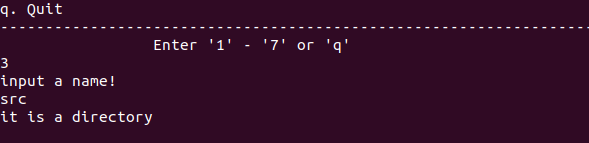 q. Quit
--------------------------------------------------------------------------
Enter '1' - '7' or 'q'
3
input a name!
src
it is a directory